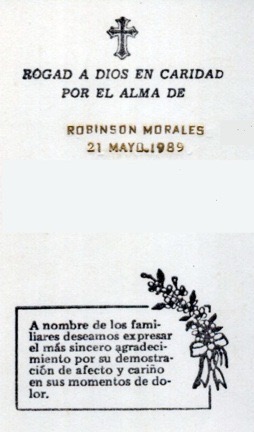 ROGAD A DIOS EN CARIDAD
POR EL ALMA DE
ROBINSON MORALES
21 MAYO.1989
A nombre de los fami-
liares deseamos expresar
el más sincero agradeci-
miento por su demostra-
ción de afecto y cariño
en sus momentos de do-
lor.